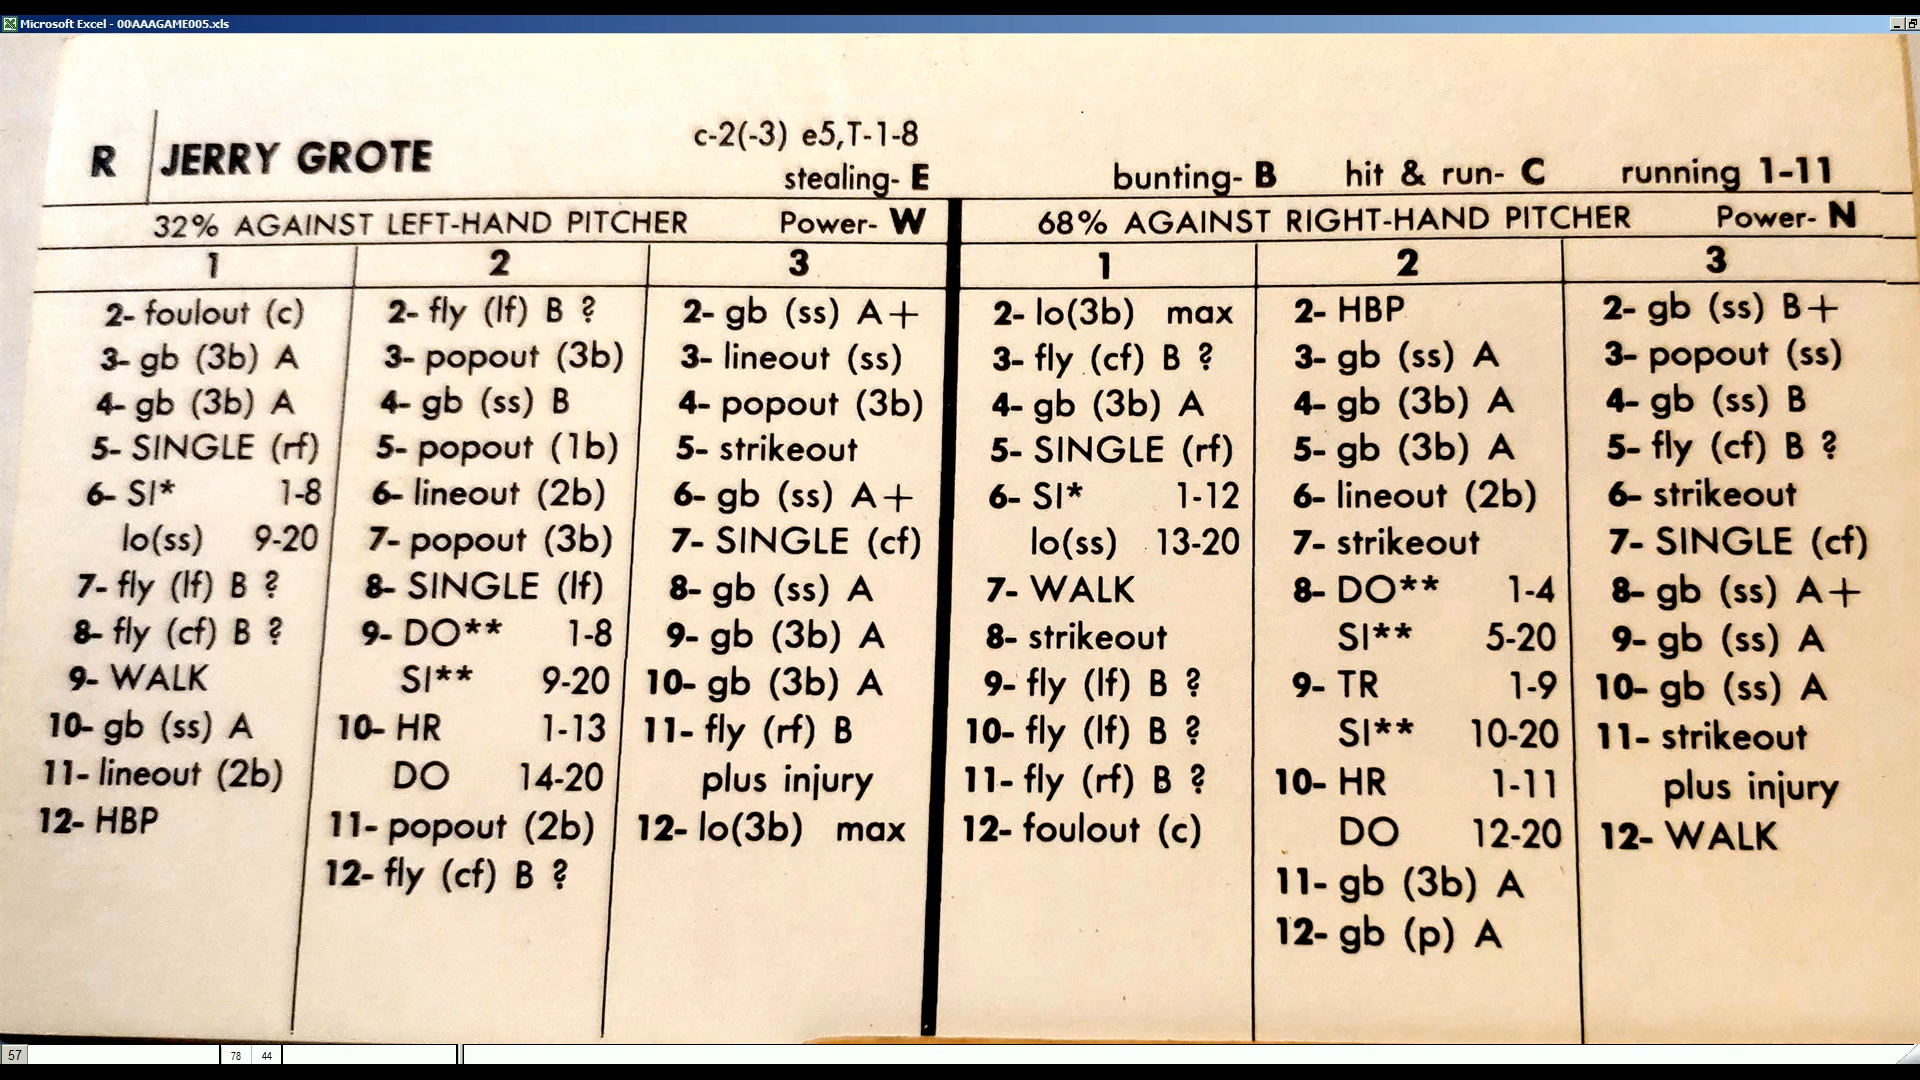 Microsoft Excel - 00AAAGAME005.xls
R JERRY GROTE
c-2(-3) e5,T-1-8
stealing- E
bunting- B hit & run- C running 1-11
32% AGAINST LEFT-HAND PITCHER Power- W
1 2 3
2- foulout (c)
3- gb (3b) A
4- gb (3b) A
5- SINGLE (rf)
6- SI* 1-8
lo(ss) 9-20
7- fly (lf) B ?
8- fly (cf) B ?
9- WALK
10- gb (ss) A
11- lineout (2b)
12- HBP
2- fly (lf) B ?
3- popout (3b)
4- gb (ss) B
5- popout (1b)
6- lineout (2b)
7- popout (3b)
8- SINGLE (lf)
9- DO** 1-8
SI** 9-20
10- HR 1-13
DO 14-20
11- popout (2b)
12- fly (cf) B ?
2- gb (ss) A+
3- lineout (ss)
4- popout (3b)
5- strikeout
6- gb (ss) A+
7- SINGLE (cf)
8- gb (ss) A
9- gb (3b) A
10- gb (3b) A
11- fly (rf) B
plus injury
12- lo(3b) max
68% AGAINST RIGHT-HAND PITCHER Power- N
1 2 3
2- lo(3b) max
3- fly (cf) B ?
4- gb (3b) A
5- SINGLE (rf)
6- SI* 1-12
lo(ss) 13-20
7- WALK
8- strikeout
9- fly (lf) B ?
10- fly (lf) B ?
11- fly (rf) B ?
12- foulout (c)
2- HBP
3- gb (ss) A
4- gb (3b) A
5- gb (3b) A
6- lineout (2b)
7- strikeout
8- DO** 1-4
SI** 5-20
9- TR 1-9
SI** 10-20
10- HR 1-11
DO 12-20
11- gb (3b) A
12- gb (p) A
2- gb (ss) B+
3- popout (ss)
4- gb (ss) B
5- fly (cf) B ?
6- strikeout
7- SINGLE (cf)
8- gb (ss) A+
9- gb (ss) A
10- gb (ss) A
11- strikeout
plus injury
12- WALK
57 78 44